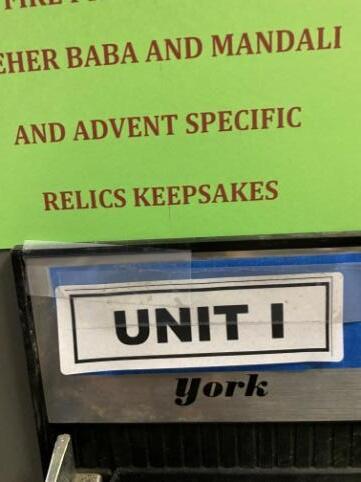 EHER BABA AND MANDALI
AND ADVENT SPECIFIC
RELICS KEEPSAKES
UNIT I
York